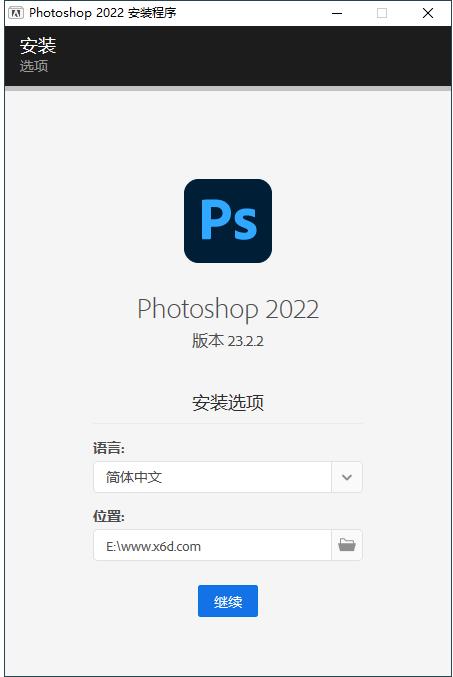 Photoshop 2022 安装程序
安装
选项
Ps
Photoshop 2022
版本 23.2.2
安装选项
语言:
简体中文
位置:
E:\www.x6d.com
继续